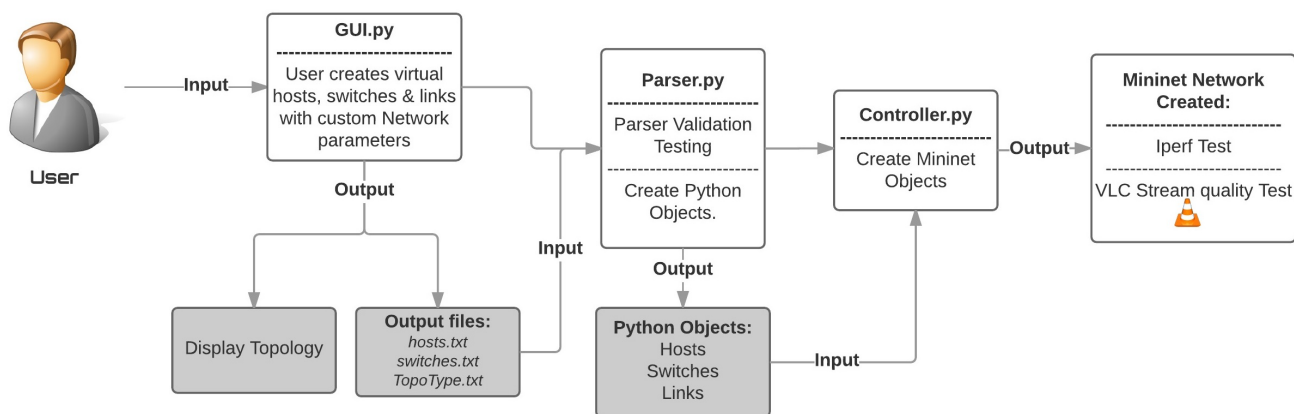 User
Input
GUI.py
User creates virtual
hosts, switches & links
with custom Network
parameters
Output
Display Topology
Output files:
hosts.txt
switches.txt
TopoType.txt
Input
Parser.py
Parser Validation
Testing
Create Python
Objects.
Output
Python Objects:
Hosts
Switches
Links
Input
Controller.py
Create Mininet
Objects
Output
Mininet Network
Created:
Iperf Test
VLC Stream quality Test